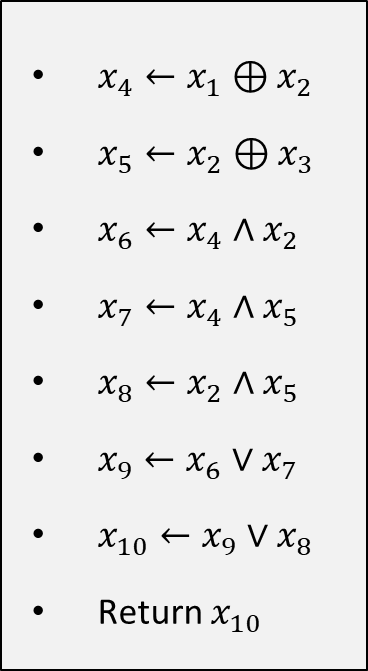 • x₄ ← x₁ ⊕ x₂
• x₅ ← x₂ ⊕ x₃
• x₆ ← x₄ ∧ x₂
• x₇ ← x₄ ∧ x₅
• x₈ ← x₂ ∧ x₅
• x₉ ← x₆ ∨ x₇
• x₁₀ ← x₉ ∨ x₈
• Return x₁₀